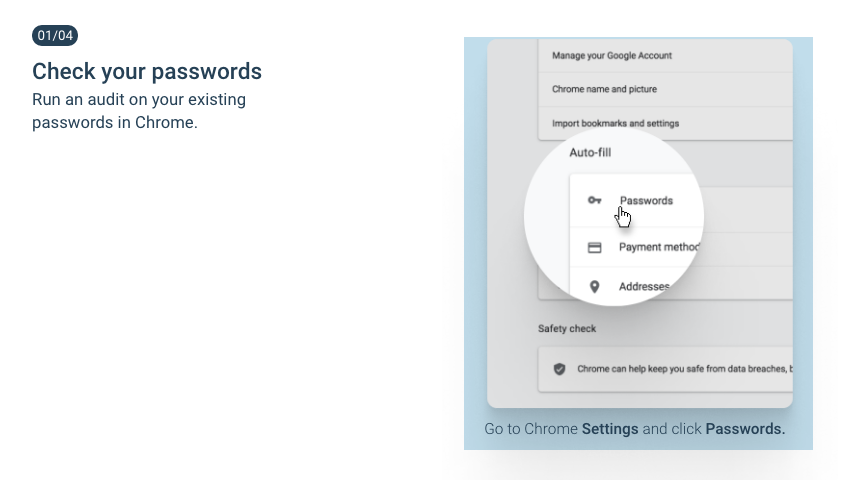 01/04
Check your passwords
Run an audit on your existing
passwords in Chrome.
Manage your Google Account
Chrome name and picture
Import bookmarks and settings
Auto-fill
Passwords
Payment method
Addresses
Safety check
Chrome can help keep you safe from data breaches, b
Go to Chrome Settings and click Passwords.